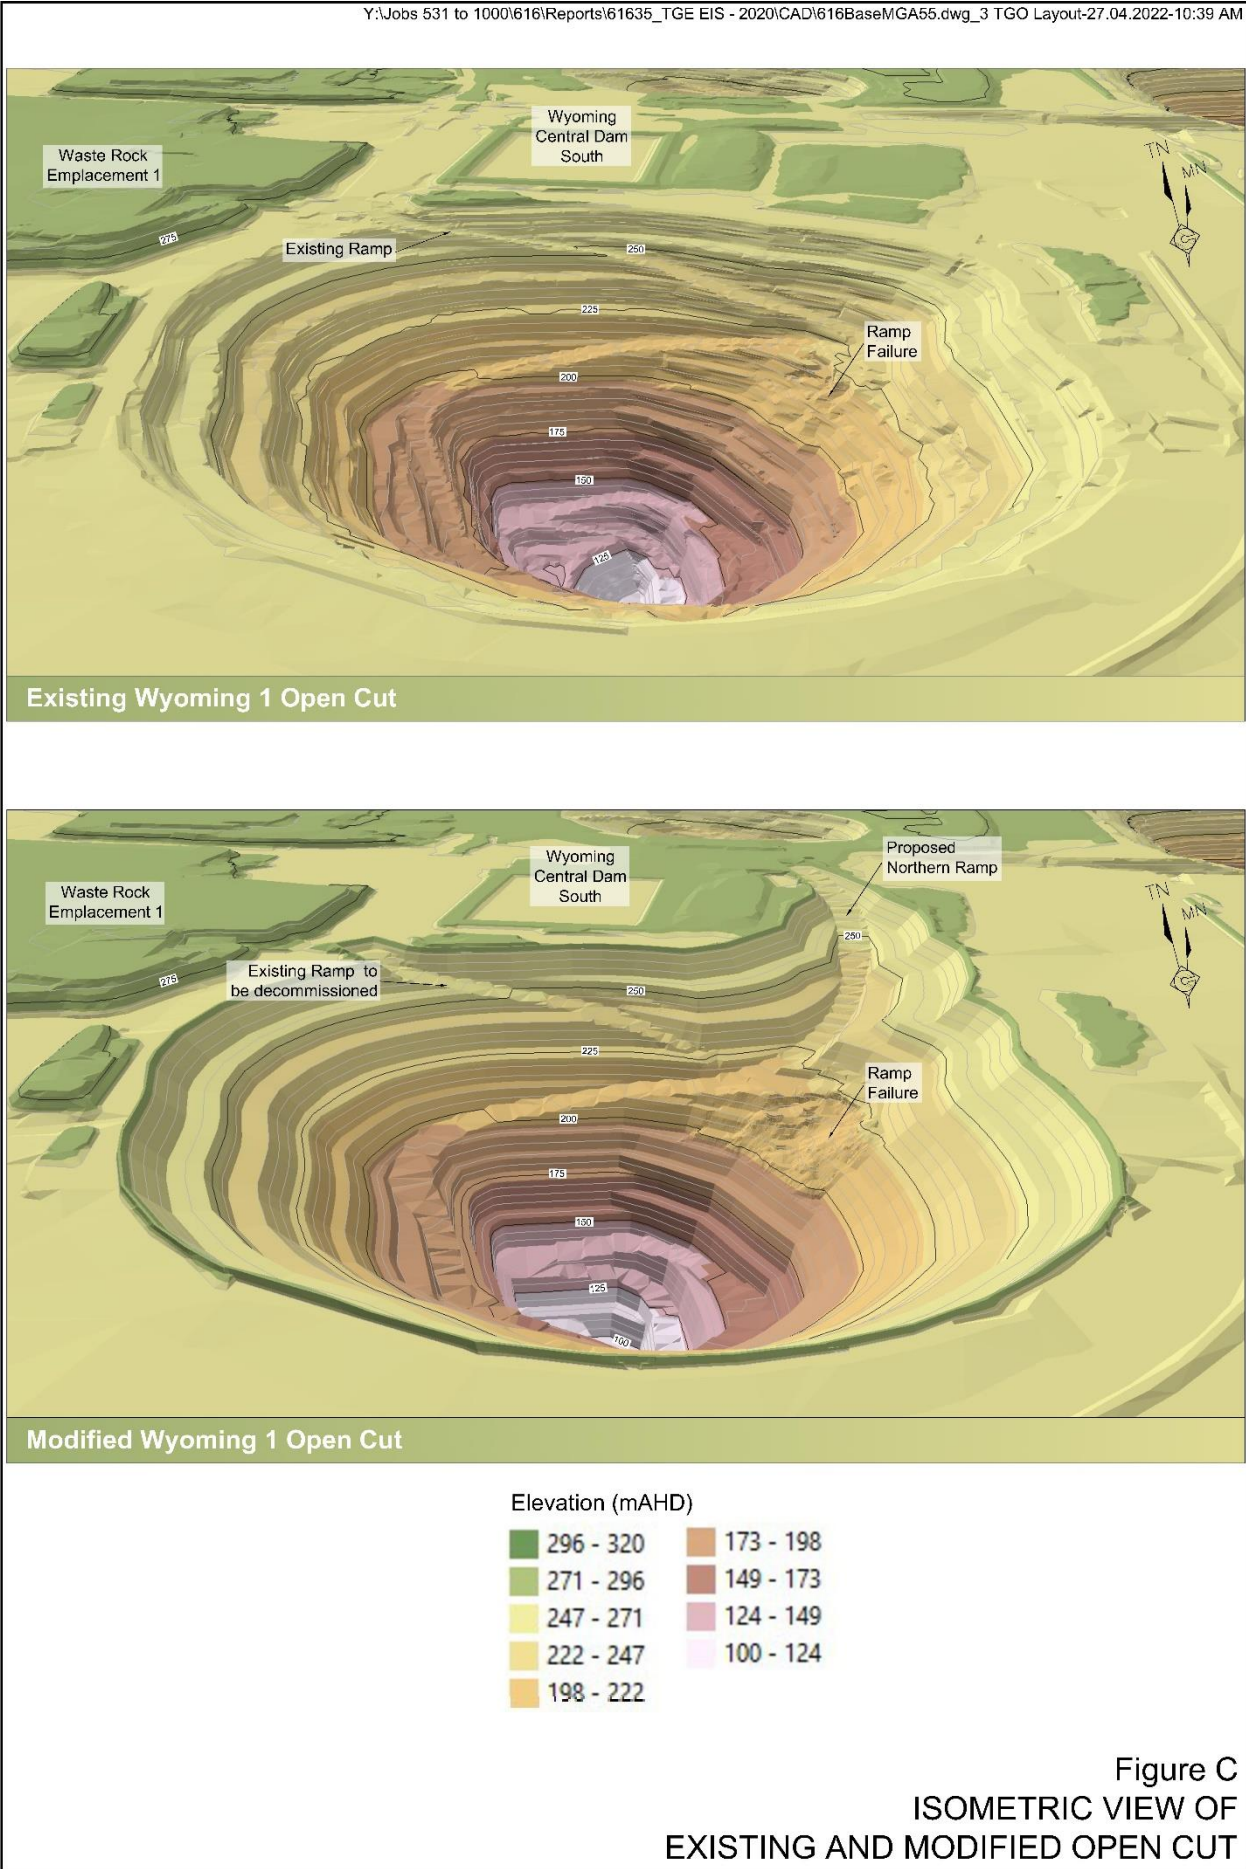 Y:\Jobs 531 to 1000\616\Reports\61635_TGE EIS - 2020\CAD\616BaseMGA55.dwg_3 TGO Layout-27.04.2022-10:39 AM
Wyoming
Central Dam
South
Waste Rock
Emplacement 1
TN
MN
275
Existing Ramp
250
225
Ramp
Failure
200
175
150
125
Existing Wyoming 1 Open Cut
Proposed
Northern Ramp
Wyoming
Central Dam
South
Waste Rock
Emplacement 1
TN
MN
250
Existing Ramp to
be decommissioned
275
250
225
Ramp
Failure
200
175
150
125
100
Modified Wyoming 1 Open Cut
Elevation (mAHD)
296 - 320
271 - 296
247 - 271
222 - 247
198 - 222
173 - 198
149 - 173
124 - 149
100 - 124
Figure C
ISOMETRIC VIEW OF
EXISTING AND MODIFIED OPEN CUT